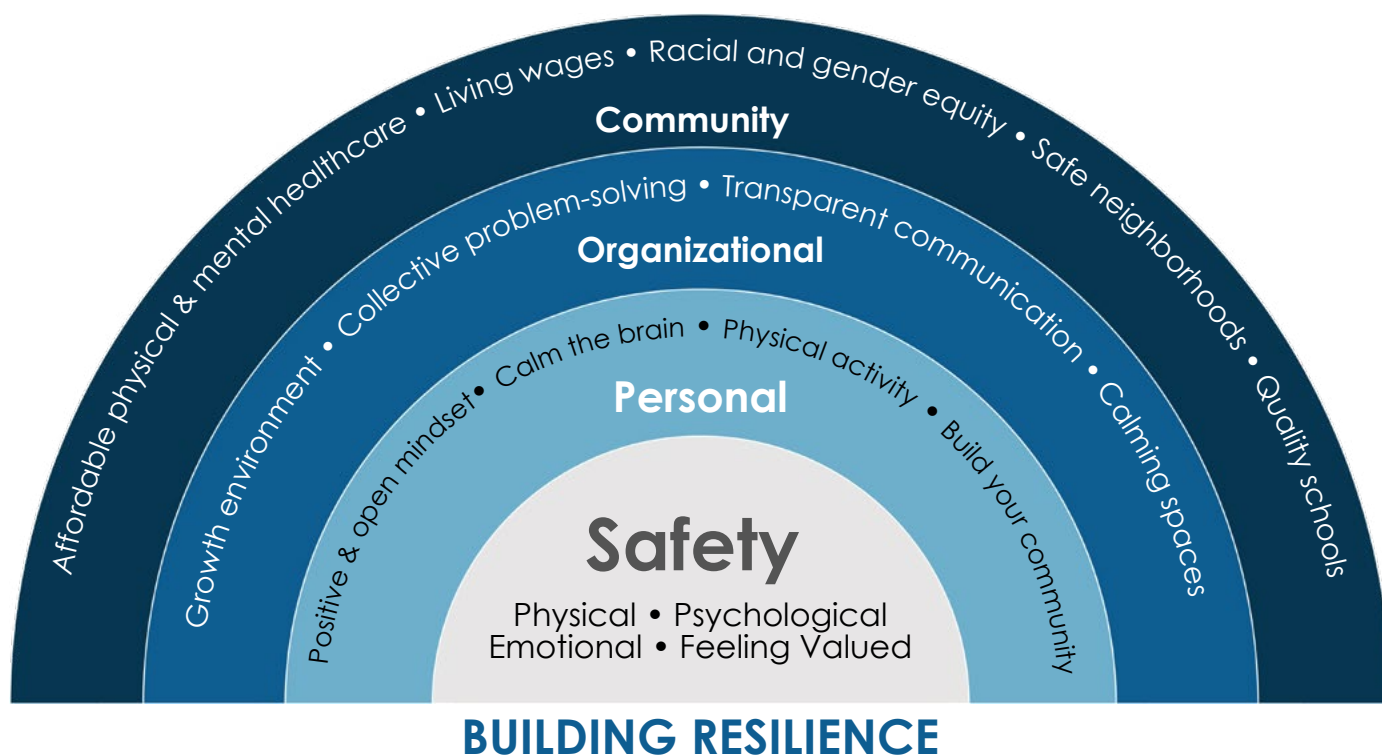 Affordable physical & mental healthcare • Living wages • Racial and gender equity • Safe neighborhoods • Quality schools
Community
Growth environment • Collective problem-solving • Transparent communication • Calming spaces
Organizational
Positive & open mindset• Calm the brain • Physical activity • Build your community
Personal
Safety
Physical • Psychological
Emotional • Feeling Valued
BUILDING RESILIENCE